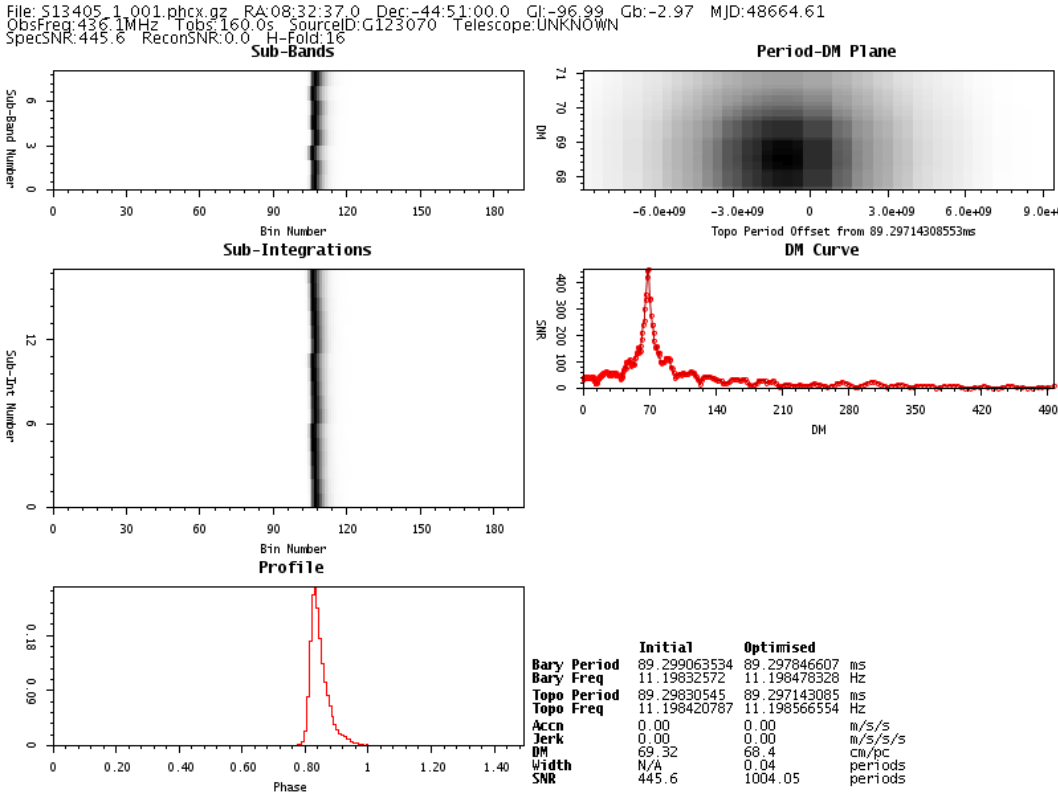 File: S13405_1_001.phcx.gz RA:08:32:37.0 Dec:-44:51:00.0 Gl:-96.99 Gb:-2.97 MJD:48664.61
ObsFreq:436.1MHz Tobs:160.0s SourceID:G123070 Telescope:UNKNOWN
SpecSNR:445.6 ReconSNR:0.0 H-Fold:16
Sub-Bands
Sub-Band Number
6
3
0
0 30 60 90 120 150 180
Bin Number
Period-DM Plane
DM
71
70
69
68
-6.0e+09 -3.0e+09 0 3.0e+09 6.0e+09 9.0e+
Topo Period Offset from 89.29714308553ms
Sub-Integrations
Sub-Int Number
12
6
0
0 30 60 90 120 150 180
Bin Number
DM Curve
SNR
400
300
200
100
0
0 70 140 210 280 350 420 490
DM
Profile
0.18
0.09
0
0 0.20 0.40 0.60 0.80 1 1.20 1.40
Phase
Initial Optimised
Bary Period 89.299063534 89.297846607 ms
Bary Freq 11.19832572 11.198478328 Hz
Topo Period 89.29830545 89.297143085 ms
Topo Freq 11.198420787 11.198566554 Hz
Accn 0.00 0.00 m/s/s
Jerk 0.00 0.00 m/s/s/s
DM 69.32 68.4 cm/pc
Width N/A 0.04 periods
SNR 445.6 1004.05 periods